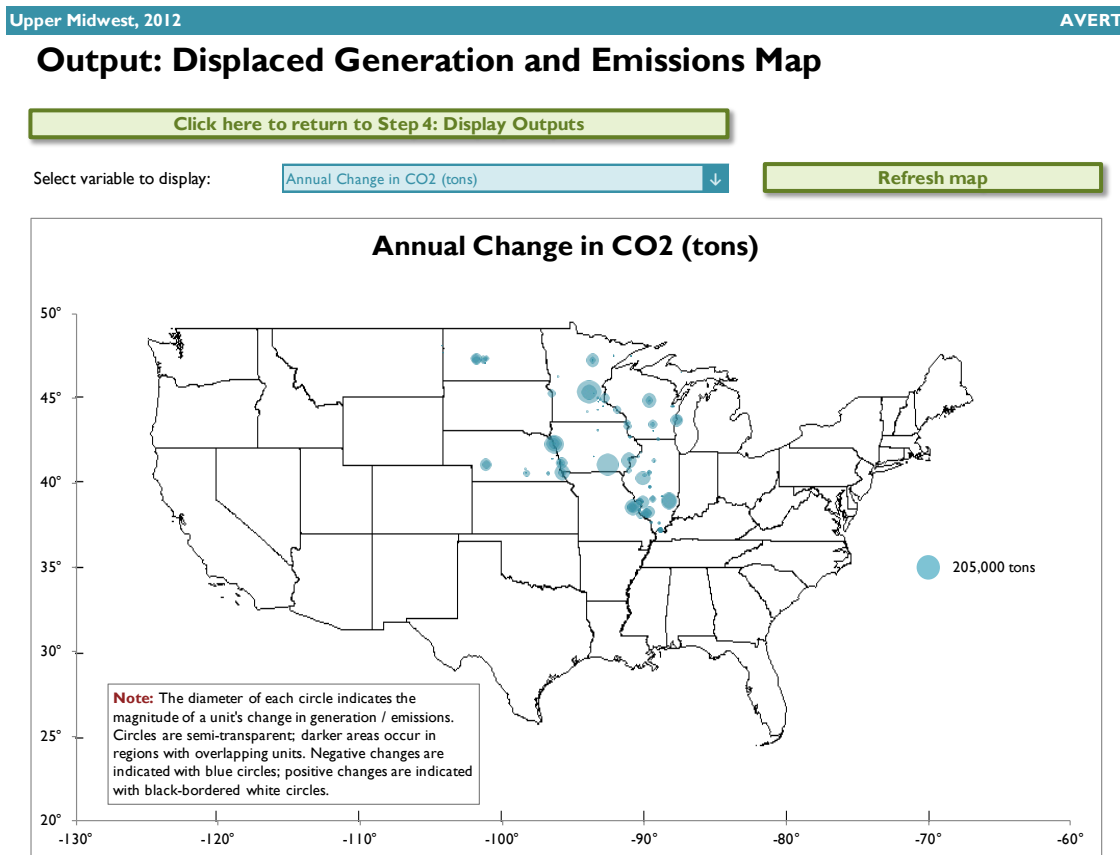 Upper Midwest, 2012
AVERT
Output: Displaced Generation and Emissions Map
Click here to return to Step 4: Display Outputs
Select variable to display:
Annual Change in CO2 (tons)
↓
Refresh map
Annual Change in CO2 (tons)
50°
45°
40°
35°
30°
25°
20°
205,000 tons
Note: The diameter of each circle indicates the
magnitude of a unit's change in generation / emissions.
Circles are semi-transparent; darker areas occur in
regions with overlapping units. Negative changes are
indicated with blue circles; positive changes are indicated
with black-bordered white circles.
-130°
-120°
-110°
-100°
-90°
-80°
-70°
-60°